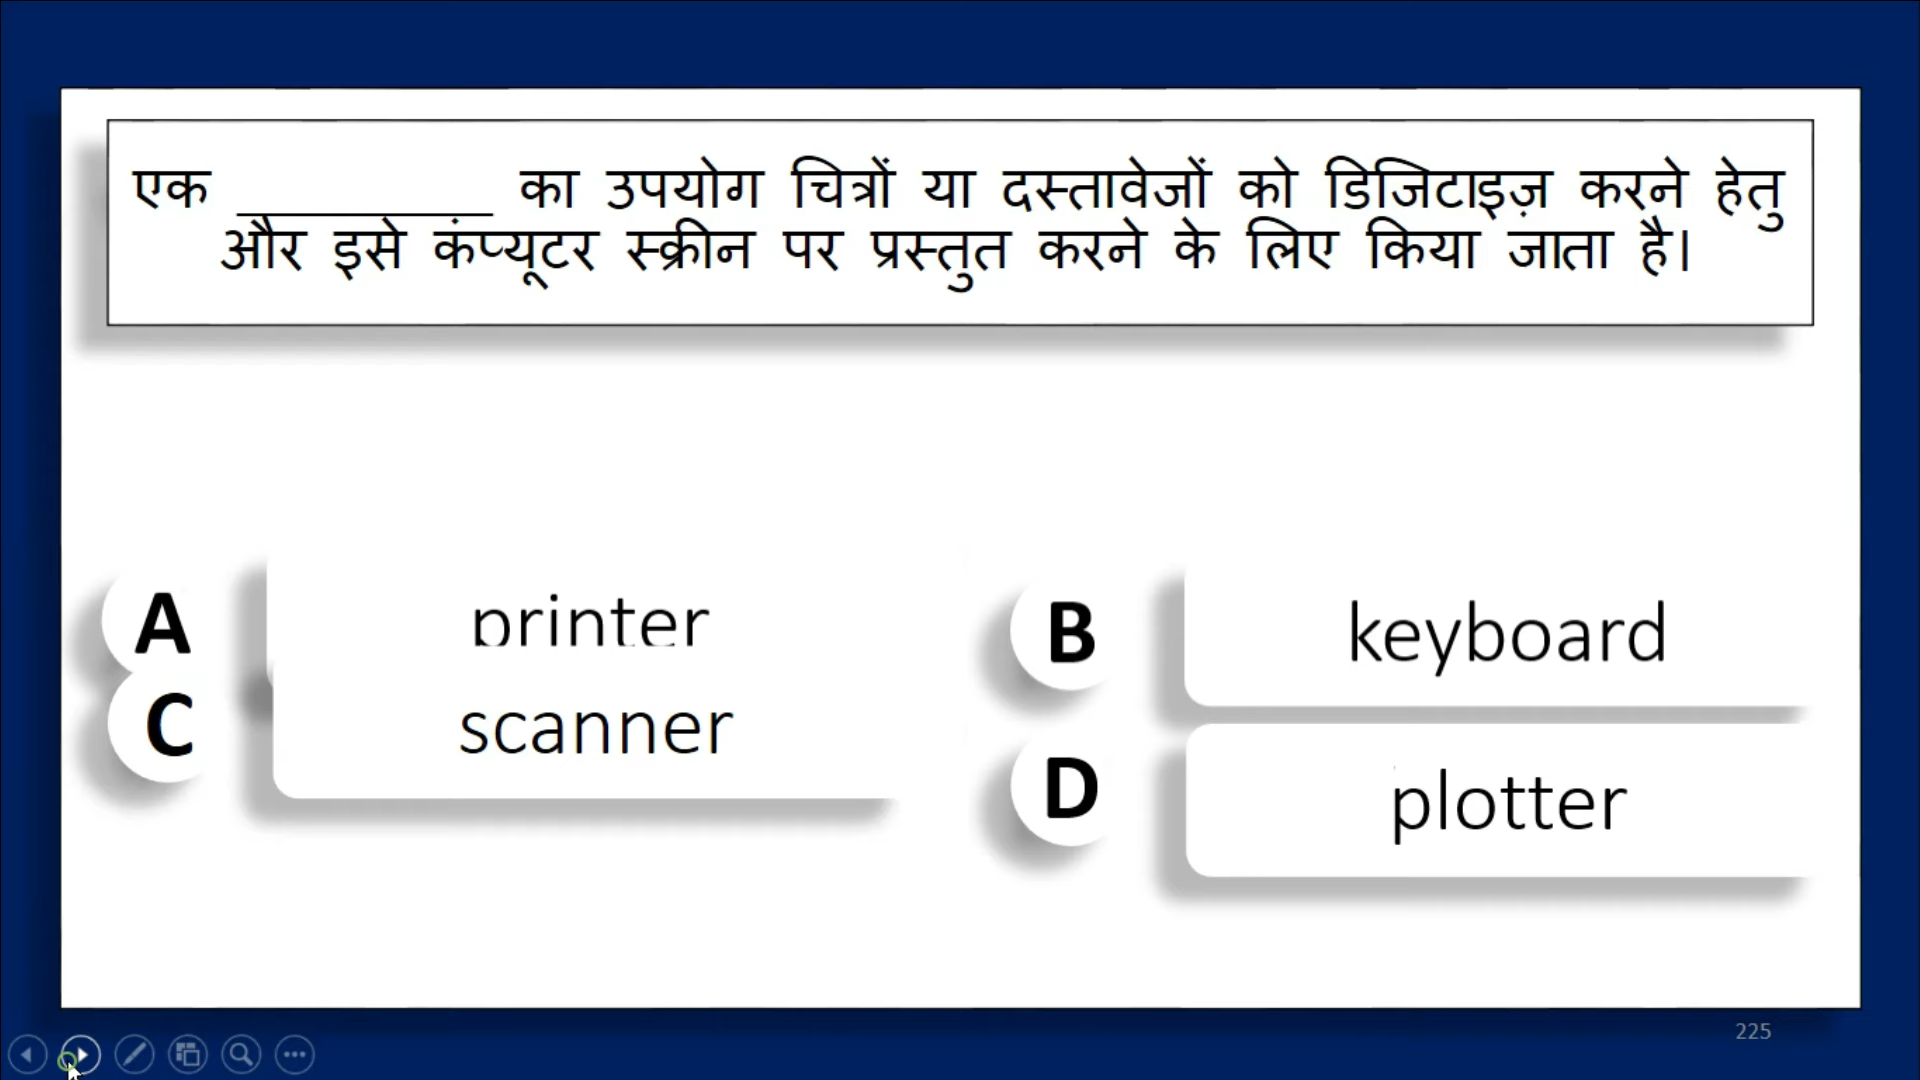 एक __________ का उपयोग चित्रों या दस्तावेजों को डिजिटाइज़ करने हेतु
और इसे कंप्यूटर स्क्रीन पर प्रस्तुत करने के लिए किया जाता है।
A printer
B keyboard
C scanner
D plotter
225